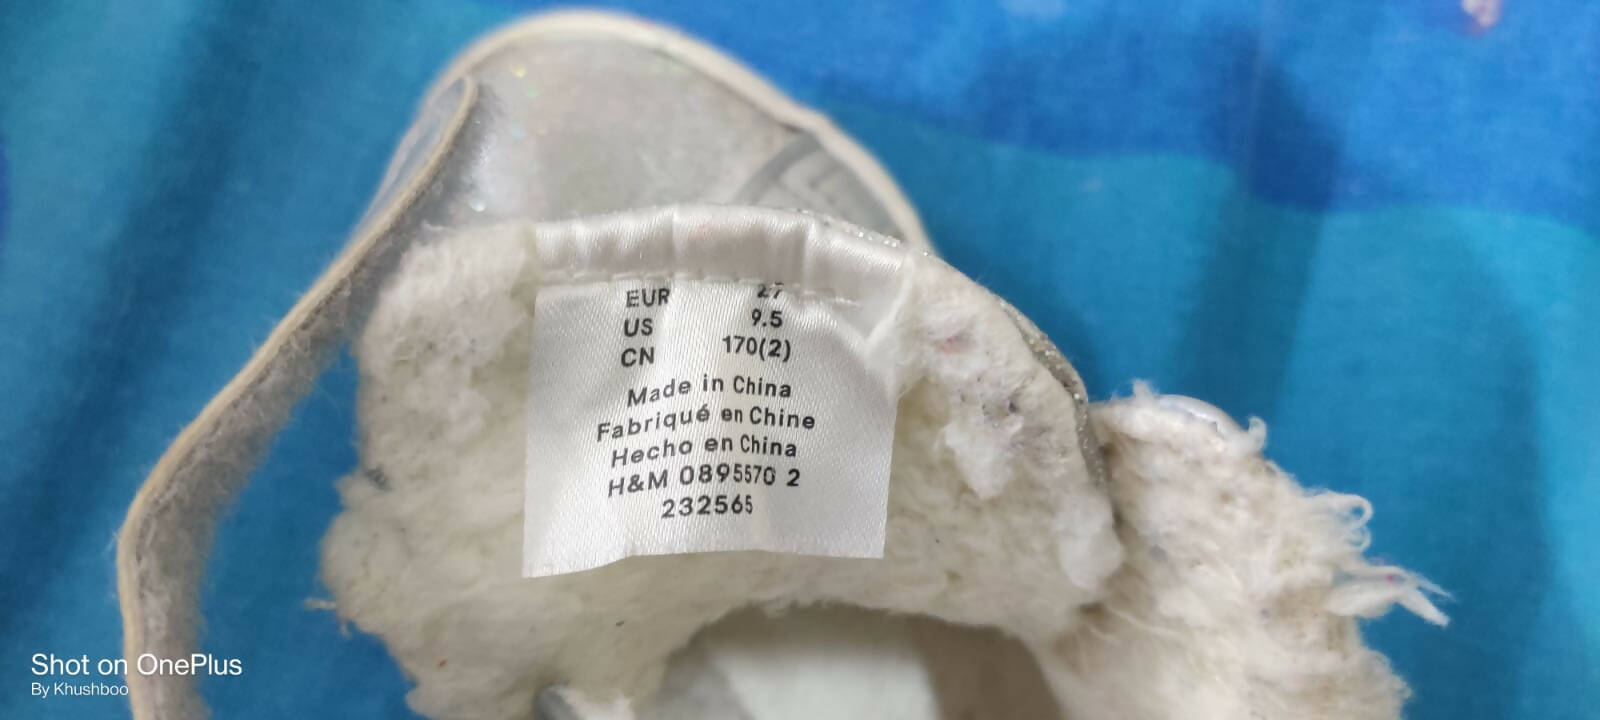 EUR 27
US 9.5
CN 170(2)
Made in China
Fabriqué en Chine
Hecho en China
H&M 0895570 2
232565
Shot on OnePlus
By Khushboo